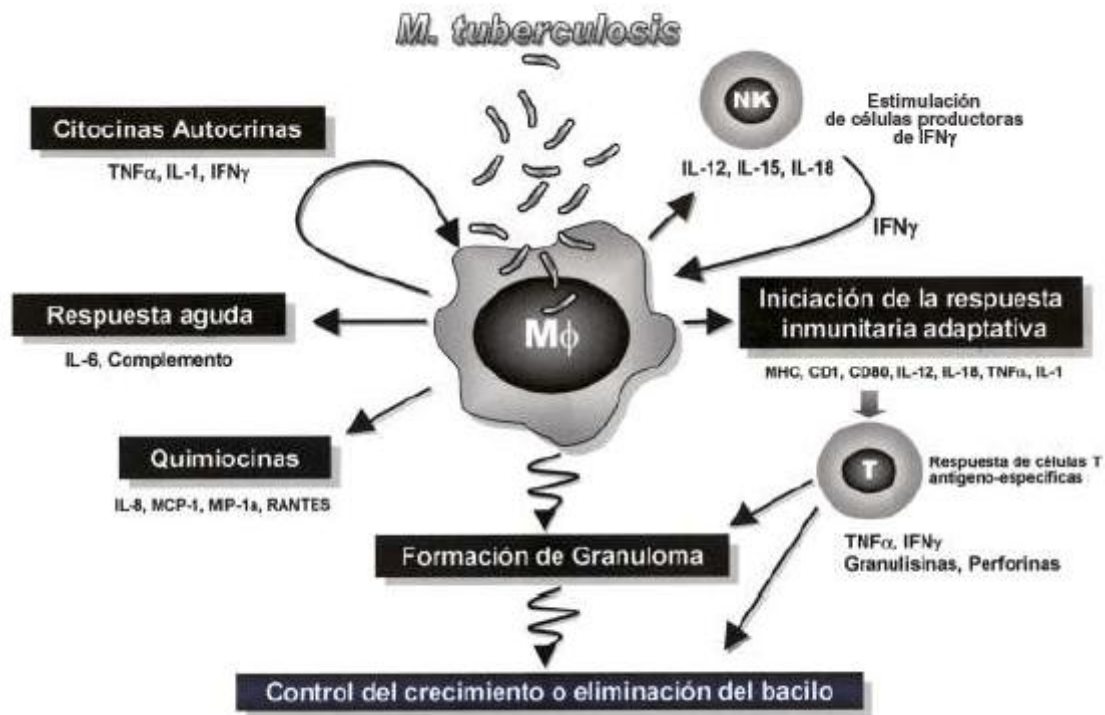 M. tuberculosis
NK
Estimulación
de células productoras
de IFNγ
Citocinas Autocrinas
TNFα, IL-1, IFNγ
IL-12, IL-15, IL-18
IFNγ
Respuesta aguda
IL-6, Complemento
Mϕ
Iniciación de la respuesta
inmunitaria adaptativa
MHC, CD1, CD80, IL-12, IL-18, TNFα, IL-1
Quimiocinas
IL-8, MCP-1, MIP-1a, RANTES
T
Respuesta de células T
antígeno-específicas
TNFα, IFNγ
Granulisinas, Perforinas
Formación de Granuloma
Control del crecimiento o eliminación del bacilo